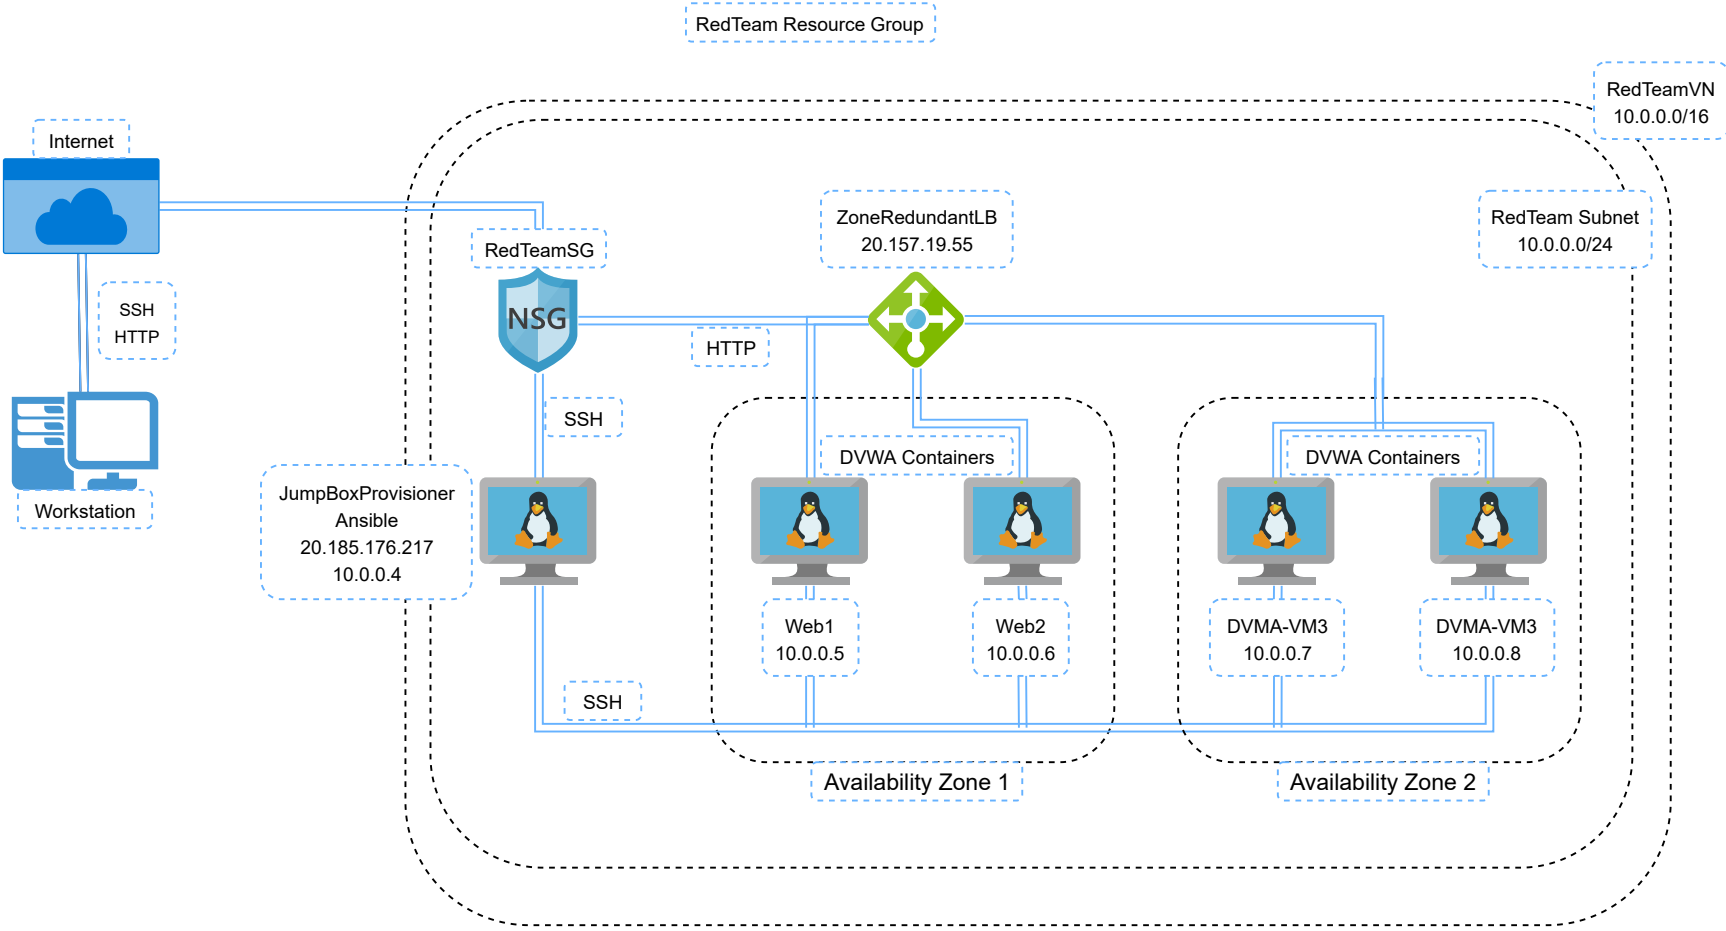 RedTeam Resource Group
RedTeamVN
10.0.0.0/16
Internet
RedTeam Subnet
10.0.0.0/24
ZoneRedundantLB
20.157.19.55
RedTeamSG
NSG
SSH
HTTP
HTTP
SSH
DVWA Containers
DVWA Containers
Workstation
JumpBoxProvisioner
Ansible
20.185.176.217
10.0.0.4
Web1
10.0.0.5
Web2
10.0.0.6
DVMA-VM3
10.0.0.7
DVMA-VM3
10.0.0.8
SSH
Availability Zone 1
Availability Zone 2